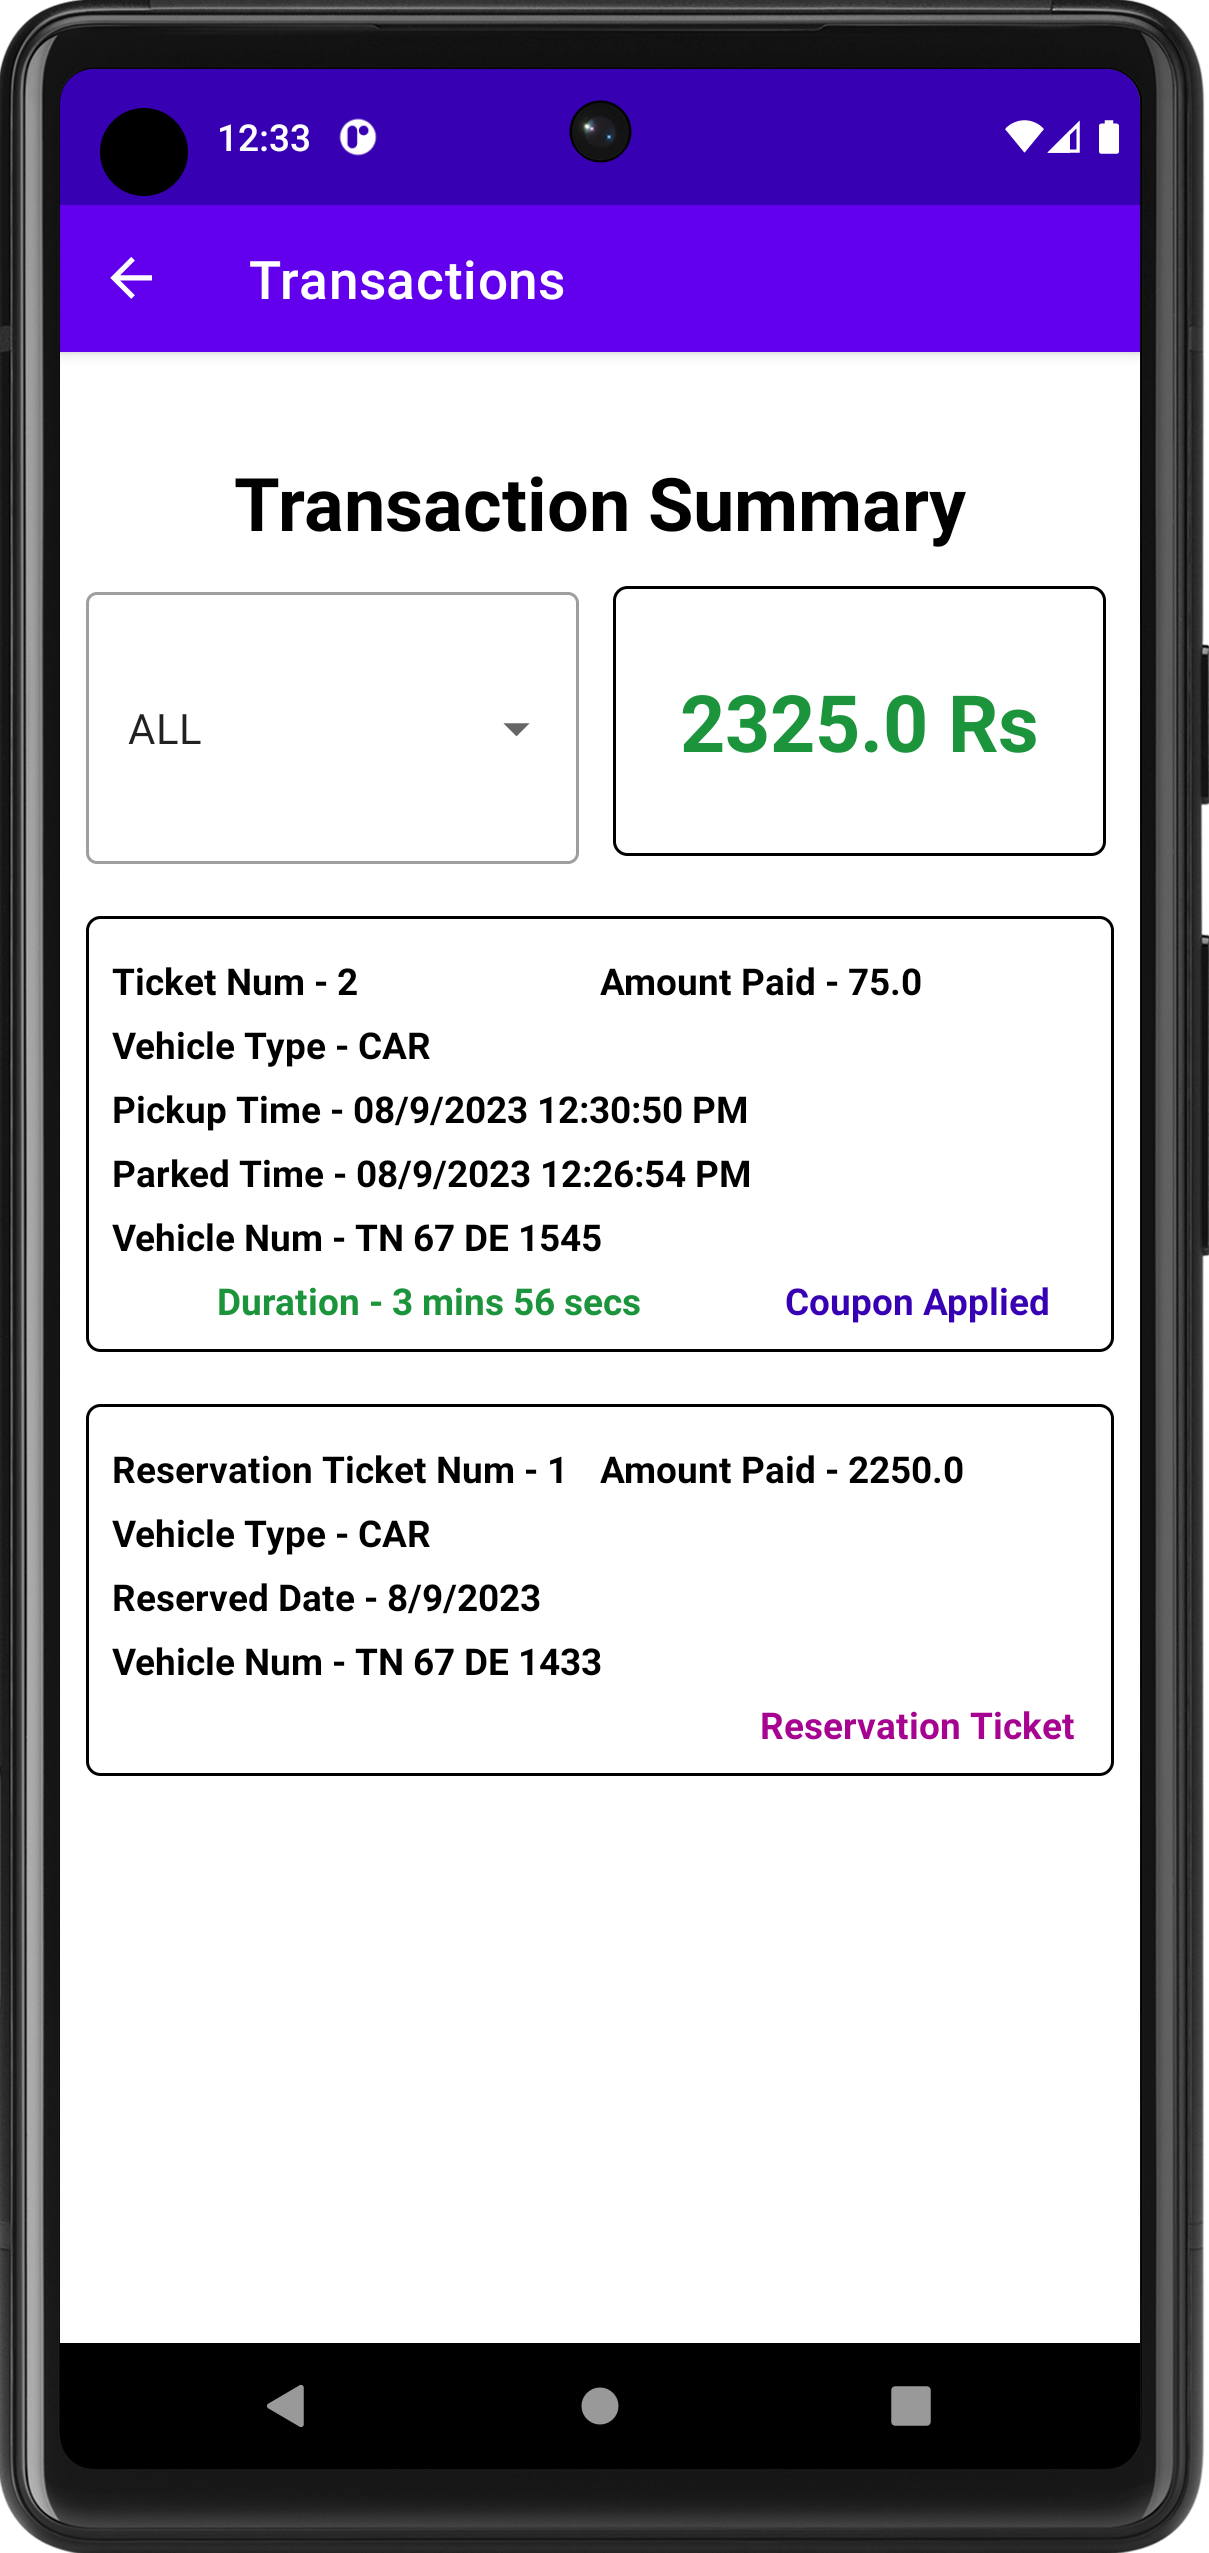 12:33
Transactions
Transaction Summary
ALL
2325.0 Rs
Ticket Num - 2 Amount Paid - 75.0
Vehicle Type - CAR
Pickup Time - 08/9/2023 12:30:50 PM
Parked Time - 08/9/2023 12:26:54 PM
Vehicle Num - TN 67 DE 1545
Duration - 3 mins 56 secs Coupon Applied
Reservation Ticket Num - 1 Amount Paid - 2250.0
Vehicle Type - CAR
Reserved Date - 8/9/2023
Vehicle Num - TN 67 DE 1433
Reservation Ticket